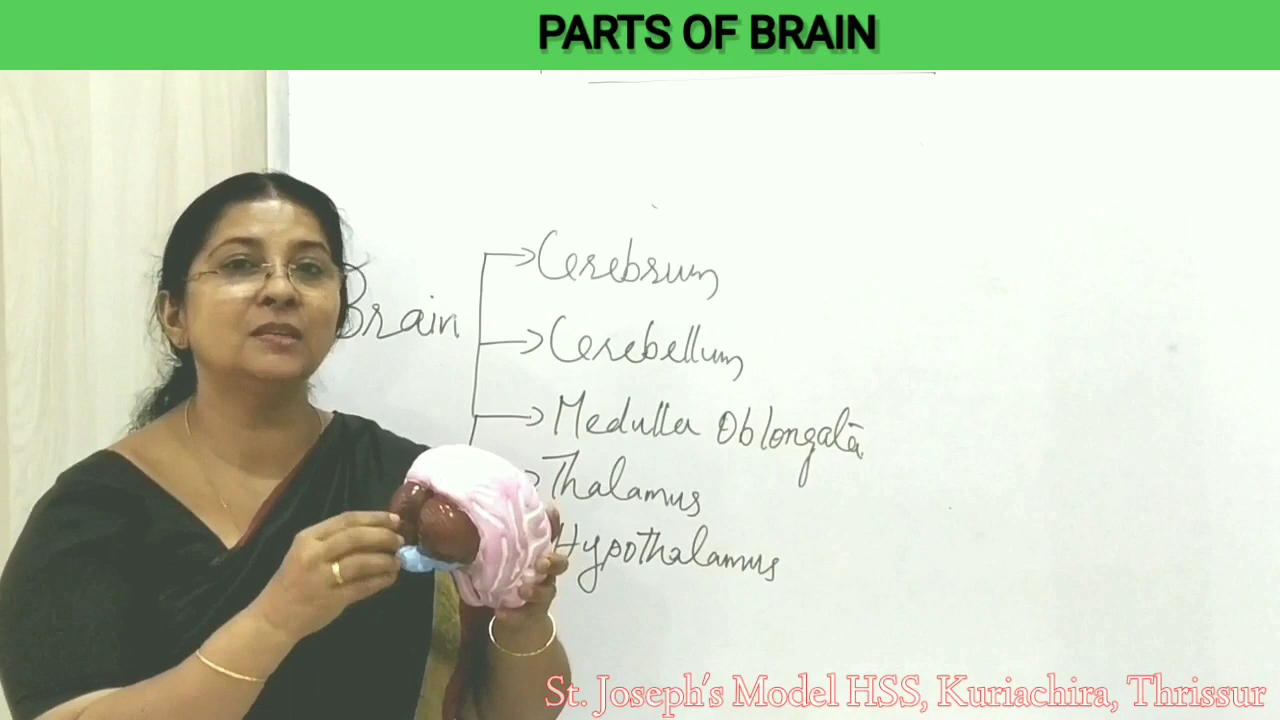 PARTS OF BRAIN
Brain
Cerebrum
Cerebellum
Medulla Oblongata
Thalamus
Hypothalamus
St. Joseph's Model HSS, Kuriachira, Thrissur